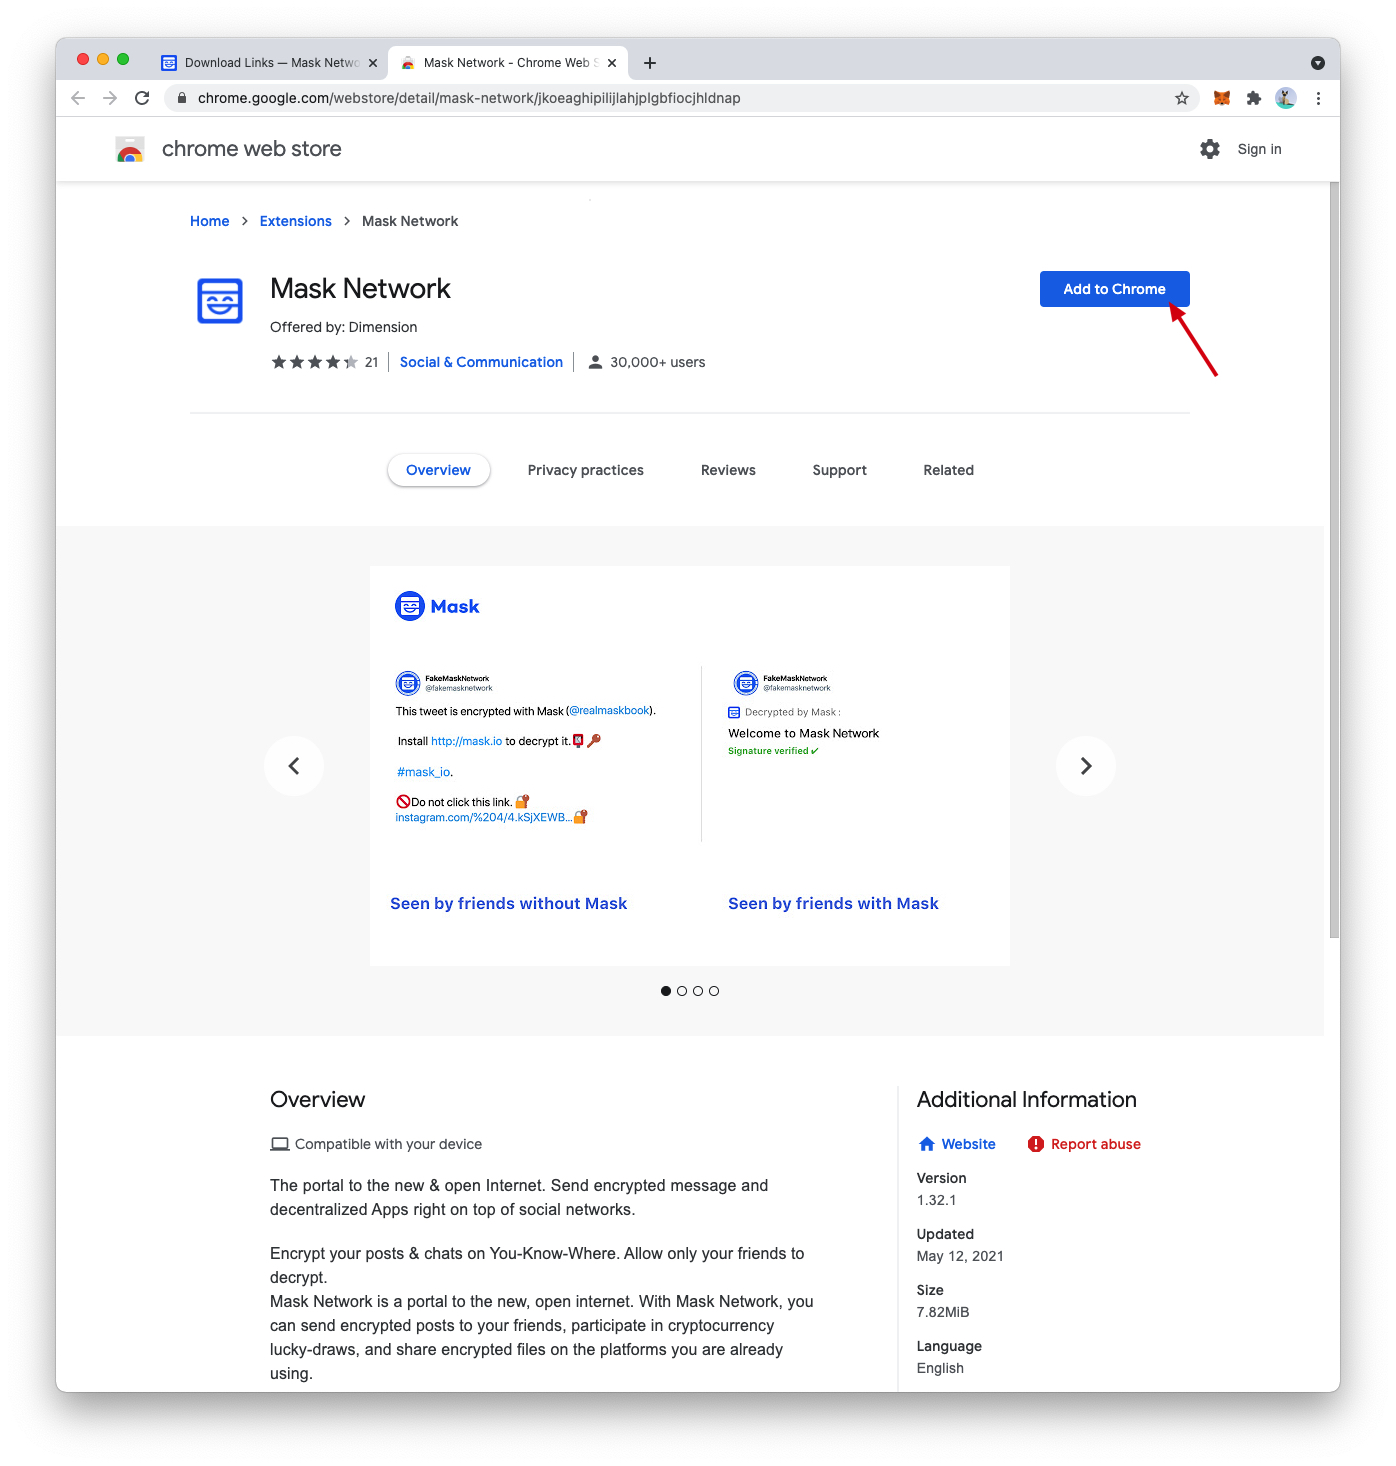 Download Links — Mask Netwo
Mask Network - Chrome Web S
chrome.google.com/webstore/detail/mask-network/jkoeaghipilijlahjplgbfiocjhldnap
chrome web store
Sign in
Home > Extensions > Mask Network
Mask Network
Add to Chrome
Offered by: Dimension
21
Social & Communication
30,000+ users
Overview
Privacy practices
Reviews
Support
Related
Mask
FakeMaskNetwork
@fakemasknetwork
This tweet is encrypted with Mask (@realmaskbook).
Install http://mask.io to decrypt it.
#mask_io.
Do not click this link.
instagram.com/%204/4.kSjXEWB...
Seen by friends without Mask
FakeMaskNetwork
@fakemasknetwork
Decrypted by Mask :
Welcome to Mask Network
Signature verified ✔
Seen by friends with Mask
Overview
Compatible with your device
The portal to the new & open Internet. Send encrypted message and
decentralized Apps right on top of social networks.
Encrypt your posts & chats on You-Know-Where. Allow only your friends to
decrypt.
Mask Network is a portal to the new, open internet. With Mask Network, you
can send encrypted posts to your friends, participate in cryptocurrency
lucky-draws, and share encrypted files on the platforms you are already
using.
Additional Information
Website
Report abuse
Version
1.32.1
Updated
May 12, 2021
Size
7.82MiB
Language
English